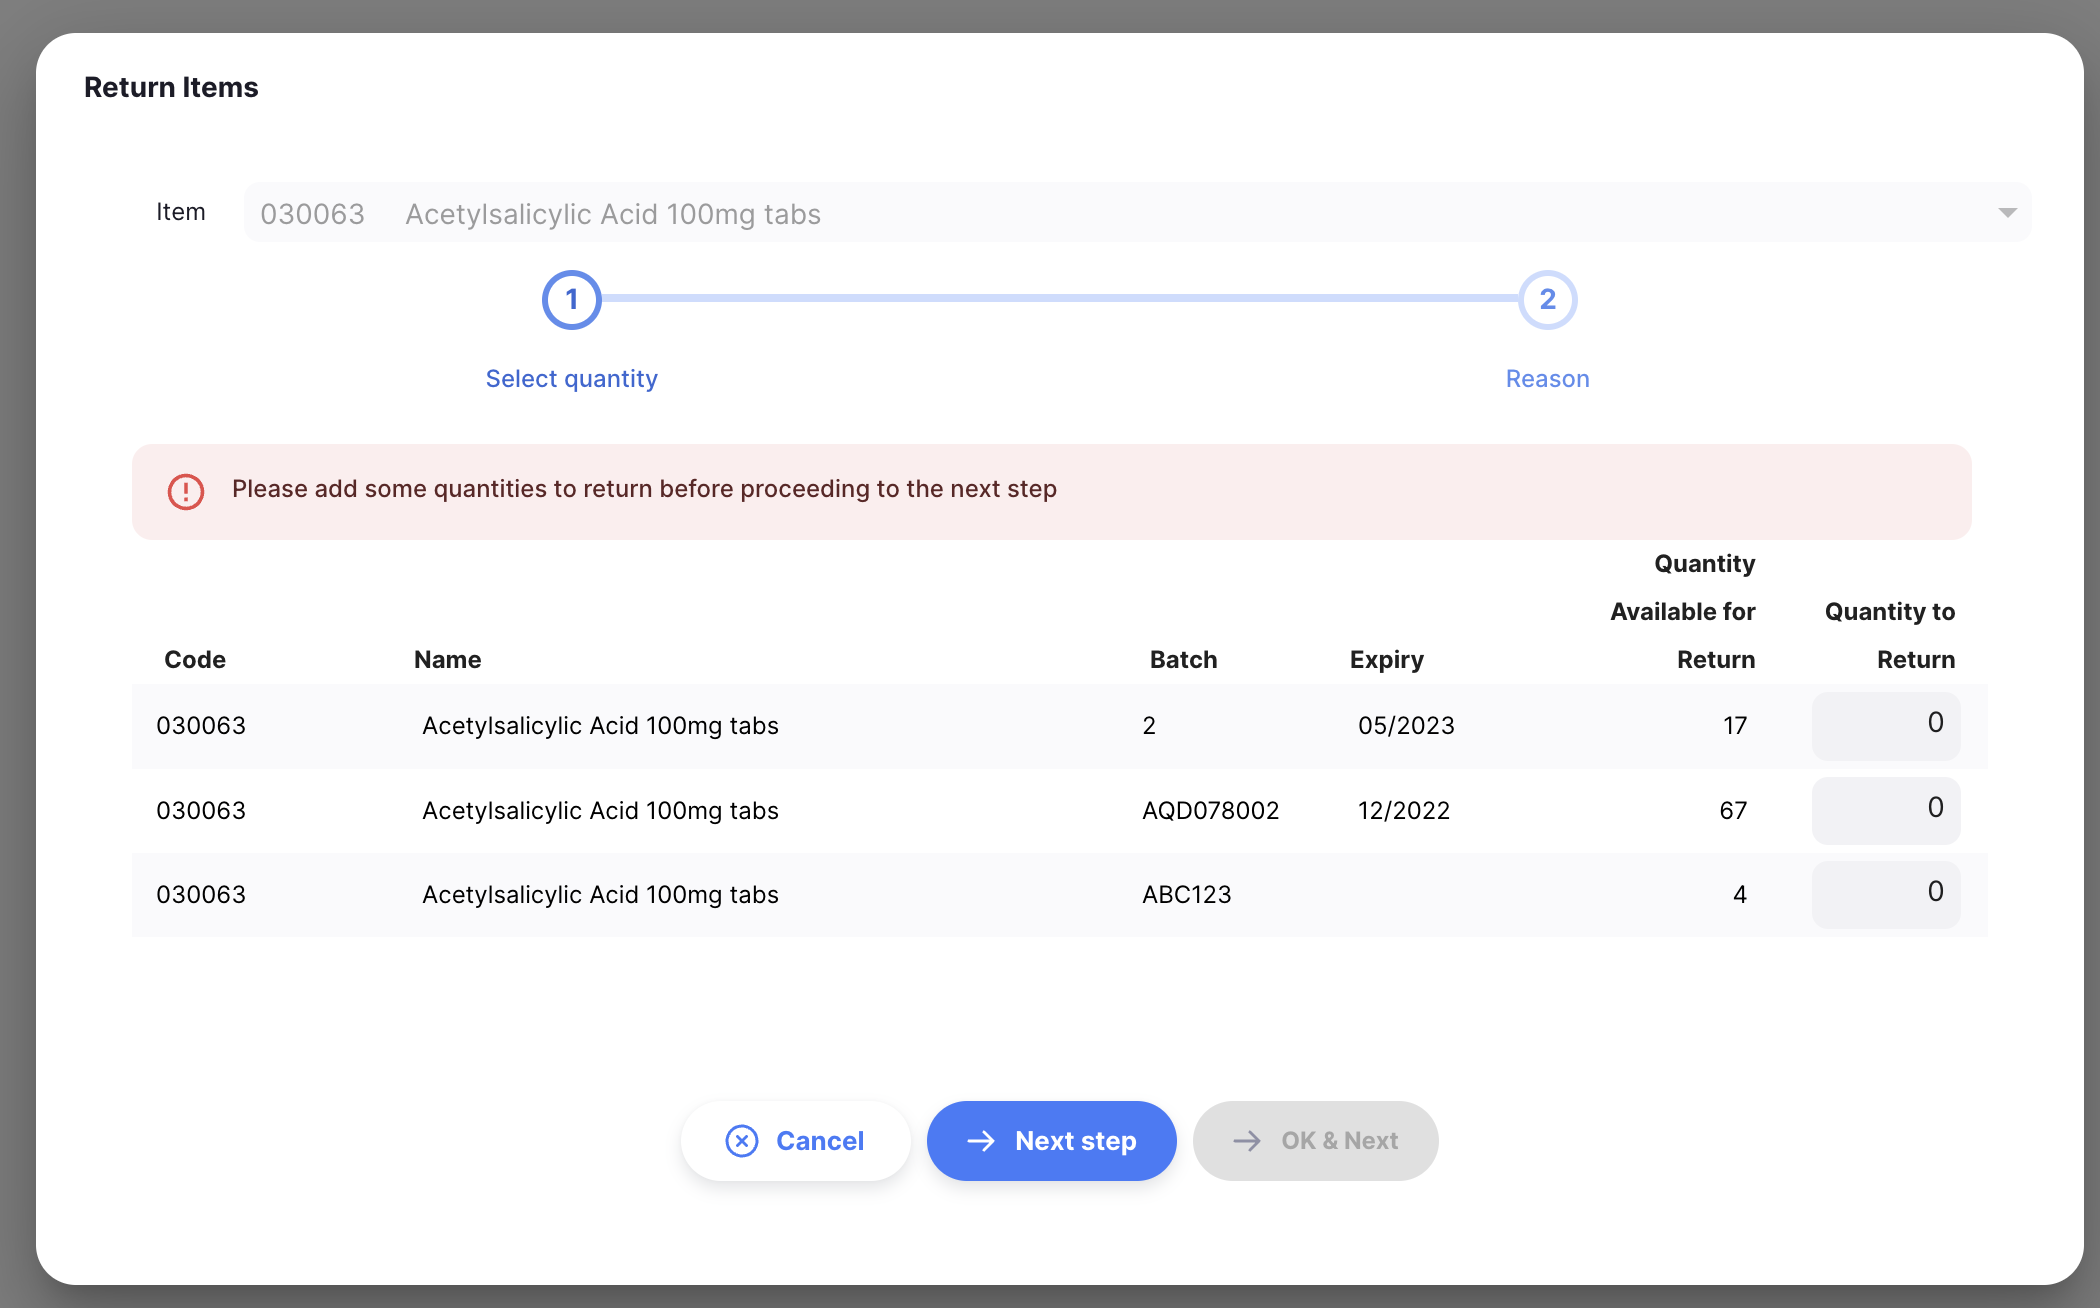 Return Items
Item 030063 Acetylsalicylic Acid 100mg tabs
1 2
Select quantity Reason
Please add some quantities to return before proceeding to the next step
Code Name Batch Expiry Quantity Available for Return Quantity to Return
030063 Acetylsalicylic Acid 100mg tabs 2 05/2023 17 0
030063 Acetylsalicylic Acid 100mg tabs AQD078002 12/2022 67 0
030063 Acetylsalicylic Acid 100mg tabs ABC123 4 0
Cancel Next step OK & Next